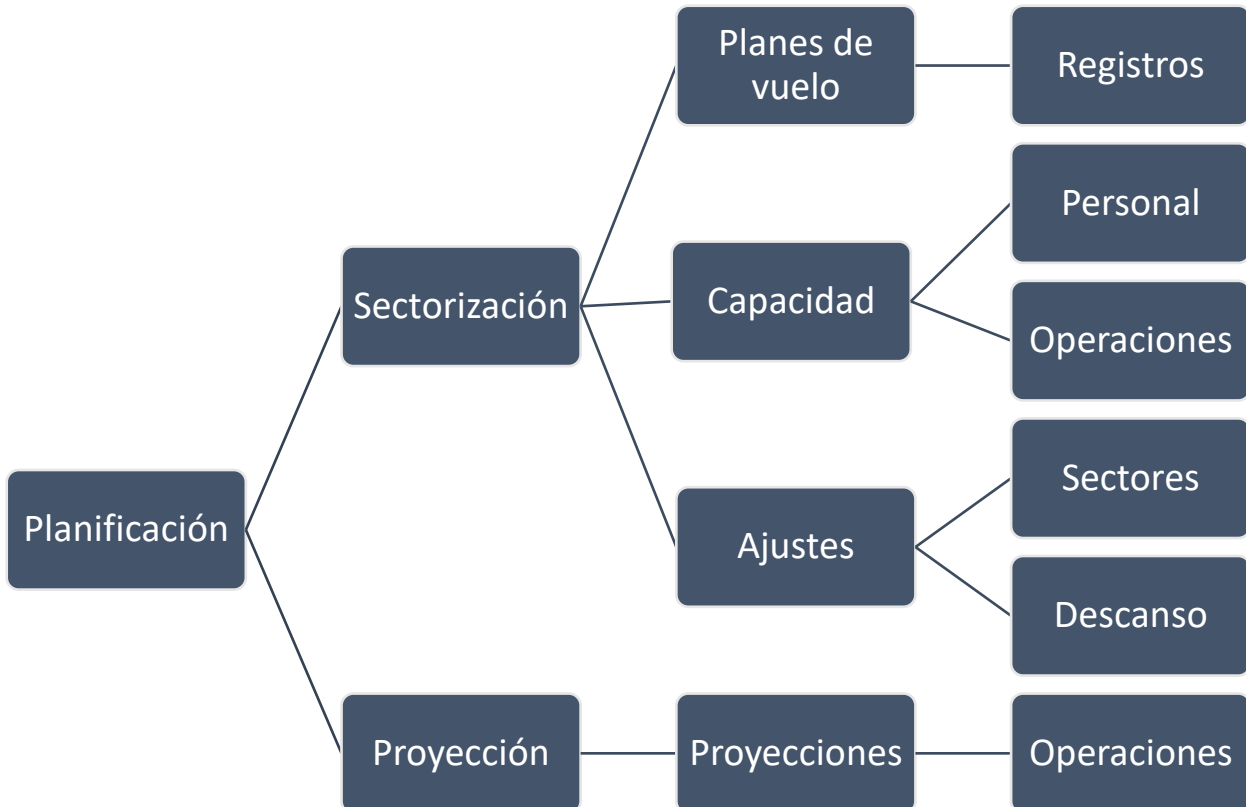 Planificación
Sectorización
Planes de
vuelo
Registros
Capacidad
Personal
Operaciones
Ajustes
Sectores
Descanso
Proyección
Proyecciones
Operaciones